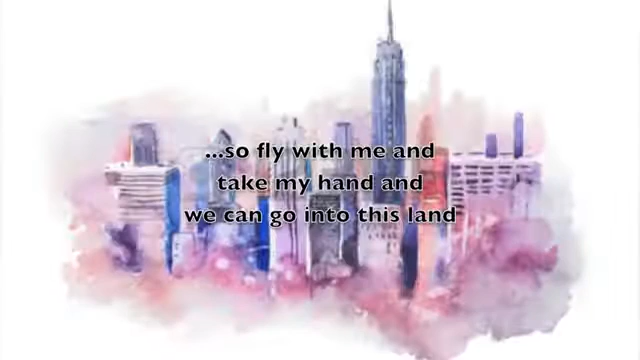 ...so fly with me and
take my hand and
we can go into this land